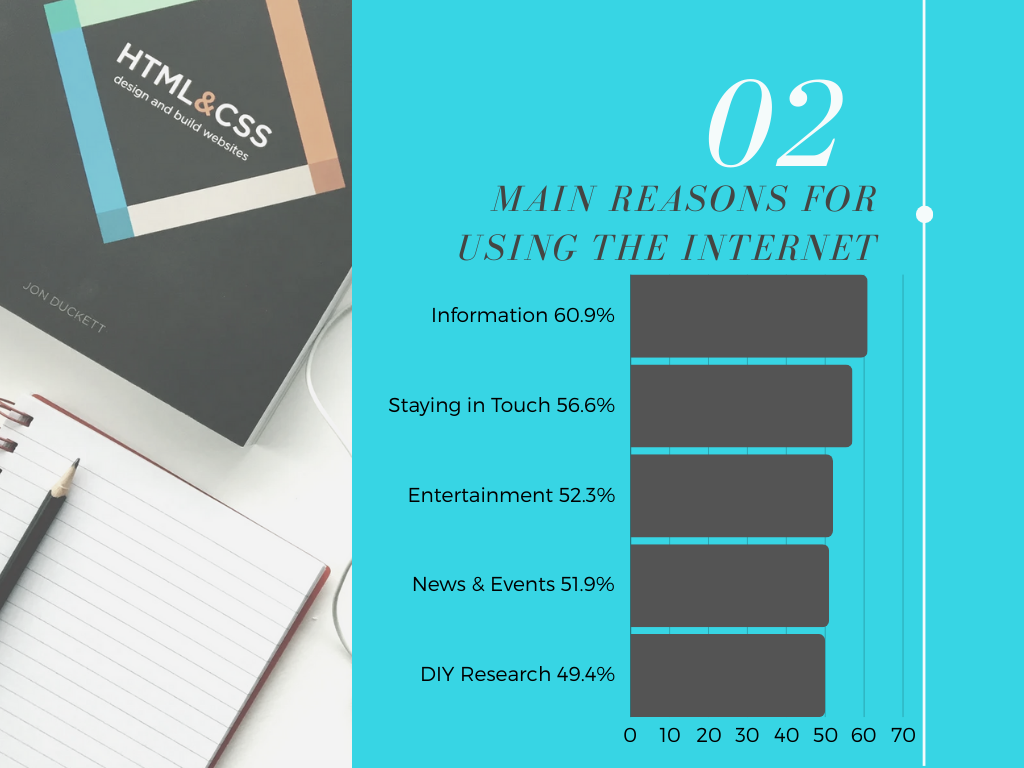 HTML&CSS
design and build websites
JON DUCKETT
02
MAIN REASONS FOR
USING THE INTERNET
Information 60.9%
Staying in Touch 56.6%
Entertainment 52.3%
News & Events 51.9%
DIY Research 49.4%
0 10 20 30 40 50 60 70